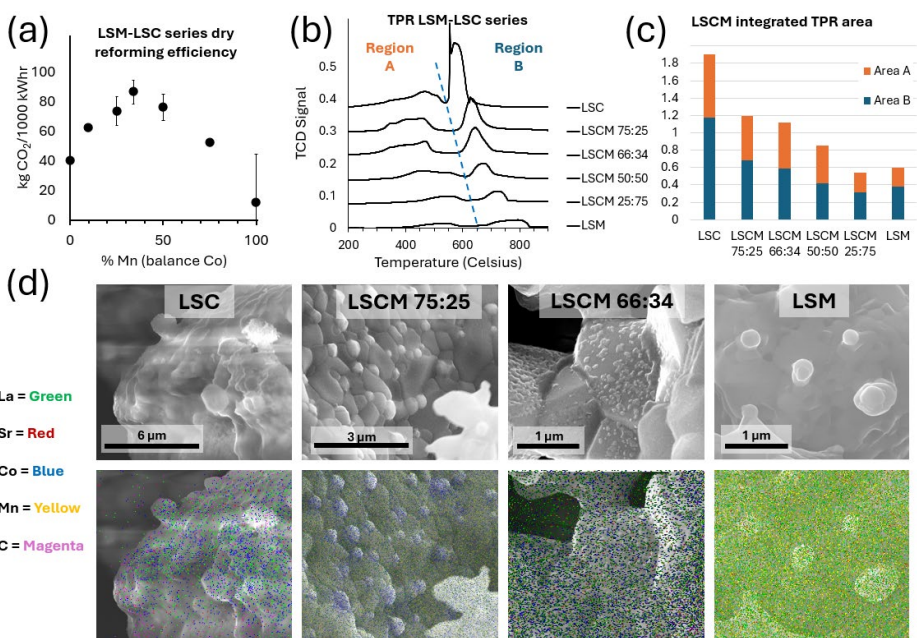 (a)
LSM-LSC series dry
reforming efficiency
kg CO₂/1000 kWhr
100
80
60
40
20
0
0
50
100
% Mn (balance Co)
(b)
TPR LSM-LSC series
Region
A
Region
B
TCD Signal
0.5
0.4
0.3
0.2
0.1
0
200
400
600
800
Temperature (Celsius)
LSC
LSCM 75:25
LSCM 66:34
LSCM 50:50
LSCM 25:75
LSM
(c)
LSCM integrated TPR area
1.8
1.6
1.4
1.2
1
0.8
0.6
0.4
0.2
0
Area A
Area B
LSC
LSCM
75:25
LSCM
66:34
LSCM
50:50
LSCM
25:75
LSM
(d)
LSC
LSCM 75:25
LSCM 66:34
LSM
6 µm
3 µm
1 µm
1 µm
La = Green
Sr = Red
Co = Blue
Mn = Yellow
C = Magenta